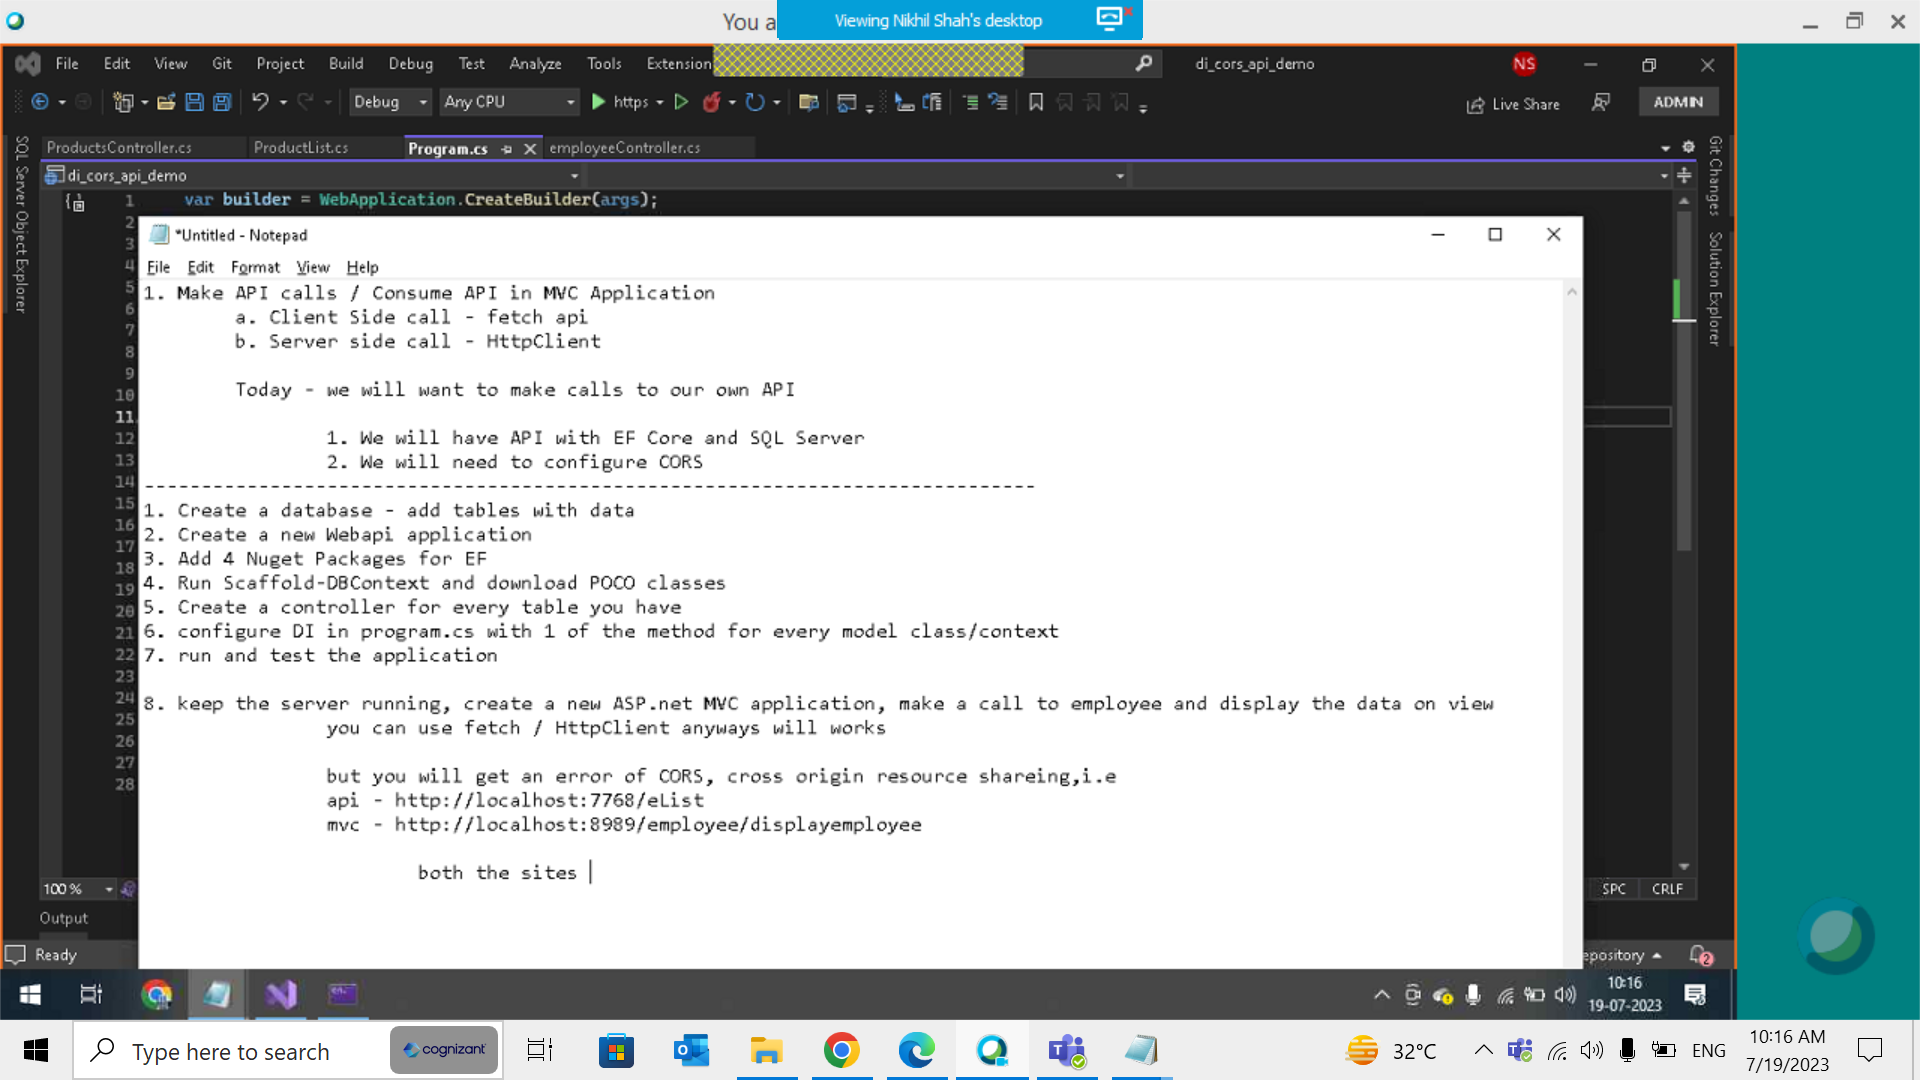 You a
Viewing Nikhil Shah's desktop
File Edit View Git Project Build Debug Test Analyze Tools Extension
di_cors_api_demo
NS
Debug
Any CPU
https
Live Share
ADMIN
SQL Server Object Explorer
ProductsController.cs
ProductList.cs
Program.cs
employeeController.cs
Git Changes
Solution Explorer
di_cors_api_demo
1 var builder = WebApplication.CreateBuilder(args);
2
3
4
5
6
7
8
9
10
11
12
13
14
15
16
17
18
19
20
21
22
23
24
25
26
27
28
*Untitled - Notepad
File Edit Format View Help
1. Make API calls / Consume API in MVC Application
a. Client Side call - fetch api
b. Server side call - HttpClient
Today - we will want to make calls to our own API
1. We will have API with EF Core and SQL Server
2. We will need to configure CORS
------------------------------------------------------------------------------
1. Create a database - add tables with data
2. Create a new Webapi application
3. Add 4 Nuget Packages for EF
4. Run Scaffold-DBContext and download POCO classes
5. Create a controller for every table you have
6. configure DI in program.cs with 1 of the method for every model class/context
7. run and test the application
8. keep the server running, create a new ASP.net MVC application, make a call to employee and display the data on view
you can use fetch / HttpClient anyways will works
but you will get an error of CORS, cross origin resource shareing,i.e
api - http://localhost:7768/eList
mvc - http://localhost:8989/employee/displayemployee
both the sites
100 %
SPC
CRLF
Output
Ready
epository
2
10:16
19-07-2023
Type here to search
cognizant
32°C
ENG
10:16 AM
7/19/2023